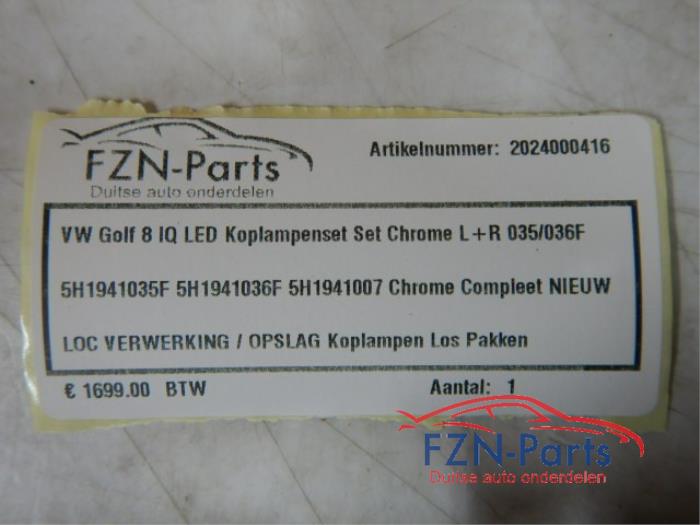 FZN-Parts
Duitse auto onderdelen
Artikelnummer: 2024000416
VW Golf 8 IQ LED Koplampenset Set Chrome L+R 035/036F
5H1941035F 5H1941036F 5H1941007 Chrome Compleet NIEUW
LOC VERWERKING / OPSLAG Koplampen Los Pakken
€ 1699.00 BTW
Aantal: 1
FZN-Parts
Duitse auto onderdelen